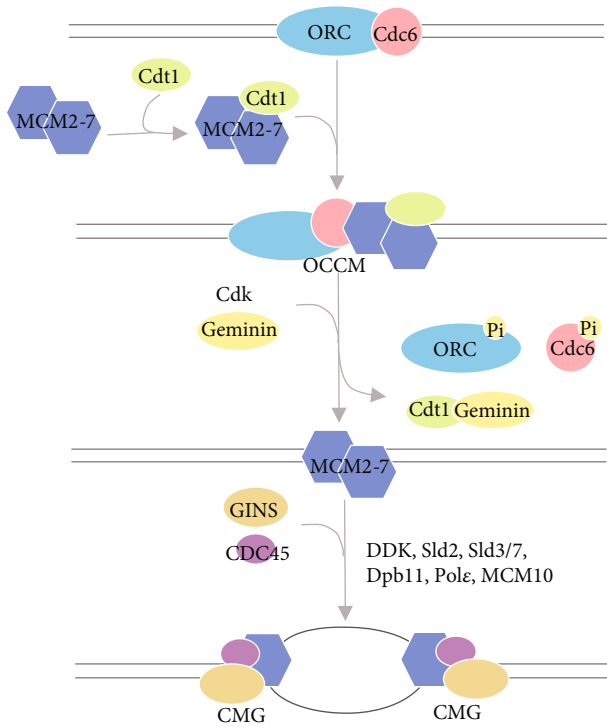 ORC
Cdc6
Cdt1
MCM2-7
Cdt1
MCM2-7
OCCM
Cdk
Geminin
Pi
ORC
Pi
Cdc6
Cdt1
Geminin
MCM2-7
GINS
CDC45
DDK, Sld2, Sld3/7,
Dpb11, Polε, MCM10
CMG
CMG